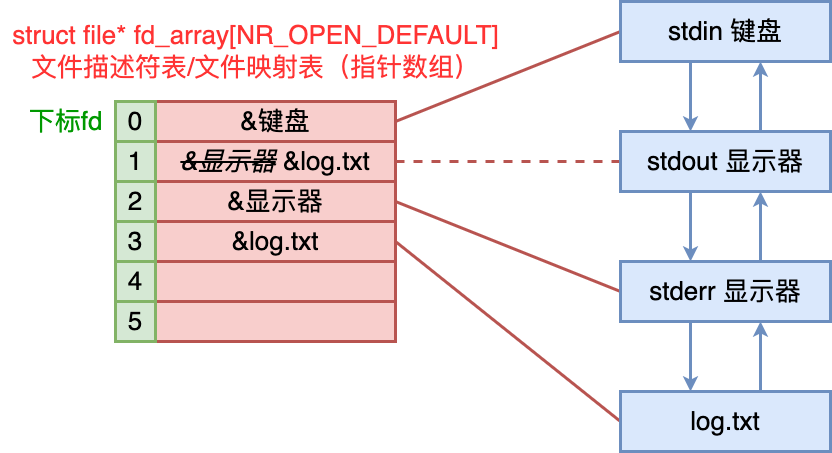 struct file* fd_array[NR_OPEN_DEFAULT]
文件描述符表/文件映射表（指针数组）
下标fd
0 &键盘
1 &显示器 &log.txt
2 &显示器
3 &log.txt
4
5
stdin 键盘
stdout 显示器
stderr 显示器
log.txt